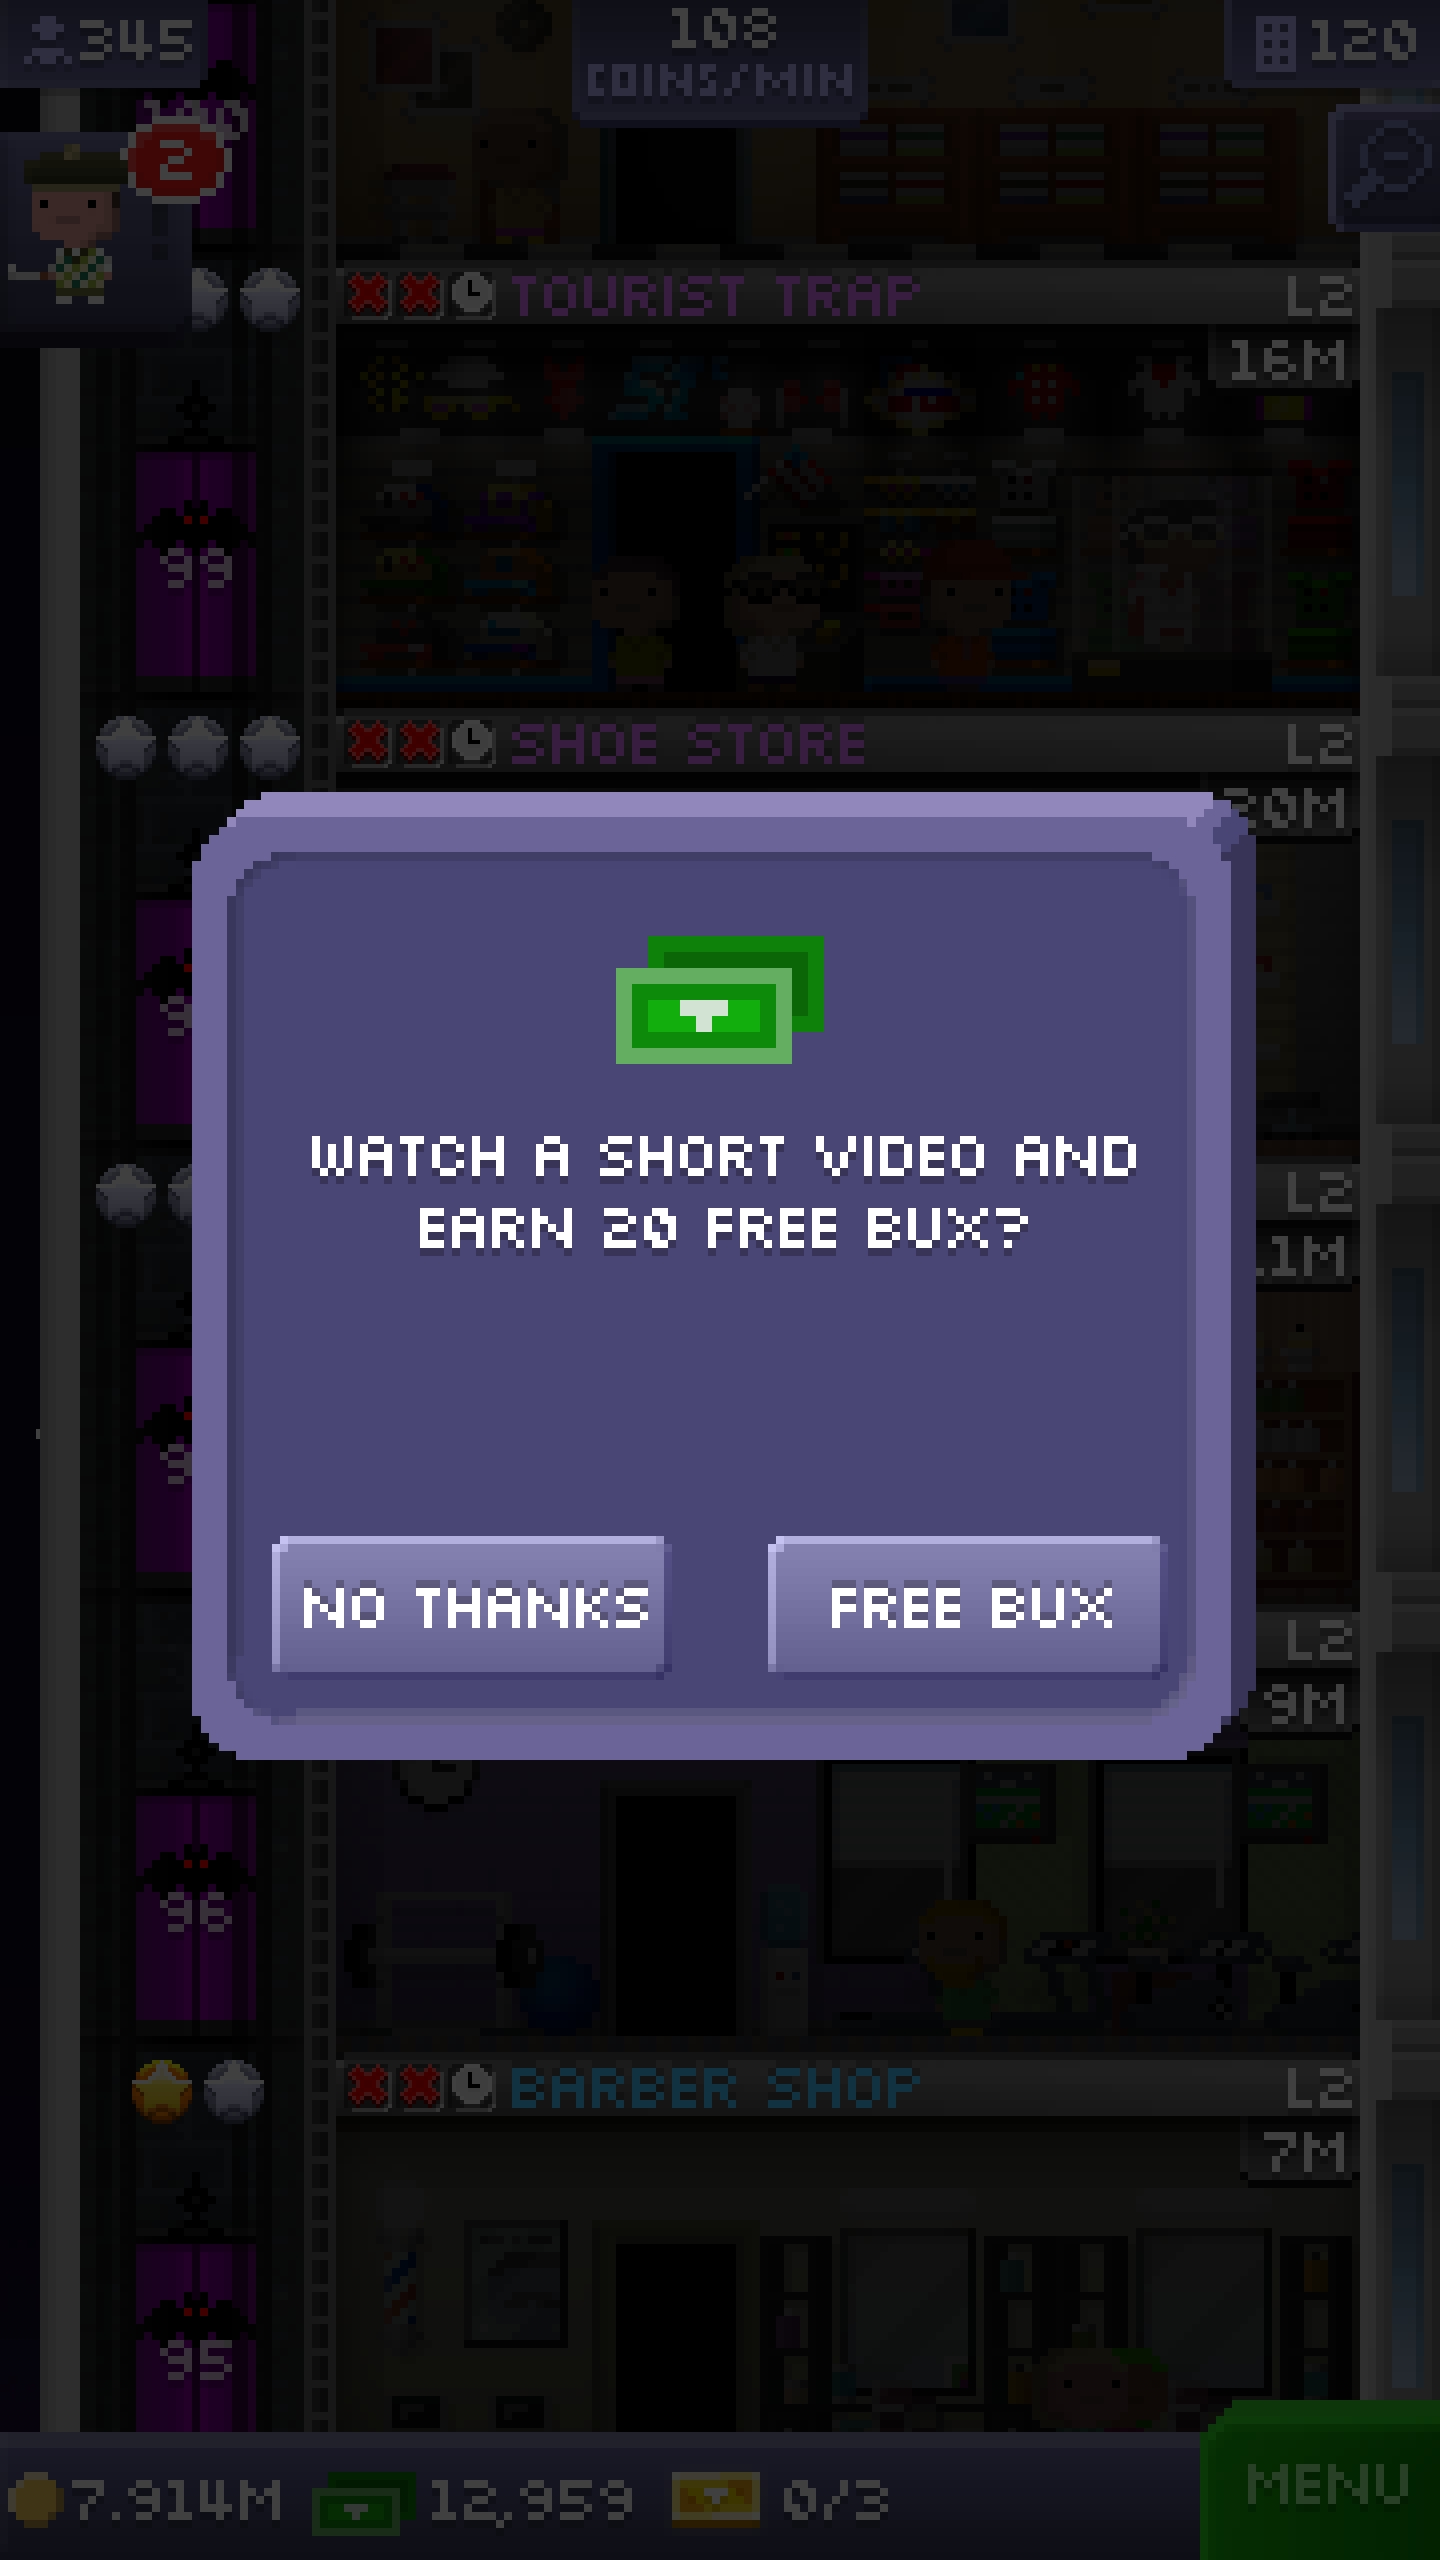 345
108
COINS/MIN
120
2
TOURIST TRAP
L2
16M
99
SHOE STORE
L2
20M
WATCH A SHORT VIDEO AND
EARN 20 FREE BUX?
L2
11M
NO THANKS
FREE BUX
L2
9M
96
BARBER SHOP
L2
7M
95
7.914M
12,959
0/3
MENU